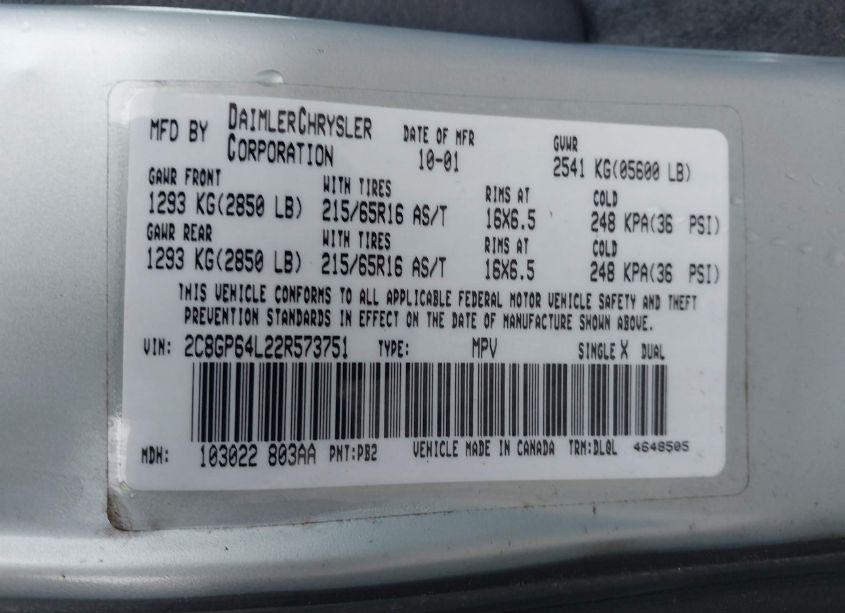 MFD BY DAIMLERCHRYSLER CORPORATION DATE OF MFR 10-01 GVWR 2541 KG(05600 LB)
GAWR FRONT WITH TIRES RIMS AT COLD
1293 KG(2850 LB) 215/65R16 AS/T 16X6.5 248 KPA(36 PSI)
GAWR REAR WITH TIRES RIMS AT COLD
1293 KG(2850 LB) 215/65R16 AS/T 16X6.5 248 KPA(36 PSI)
THIS VEHICLE CONFORMS TO ALL APPLICABLE FEDERAL MOTOR VEHICLE SAFETY AND THEFT
PREVENTION STANDARDS IN EFFECT ON THE DATE OF MANUFACTURE SHOWN ABOVE.
VIN: 2C8GP64L22R573751 TYPE: MPV SINGLE X DUAL
MDH: 103022 803AA PNT:PB2 VEHICLE MADE IN CANADA TRM:DLQL 4648505